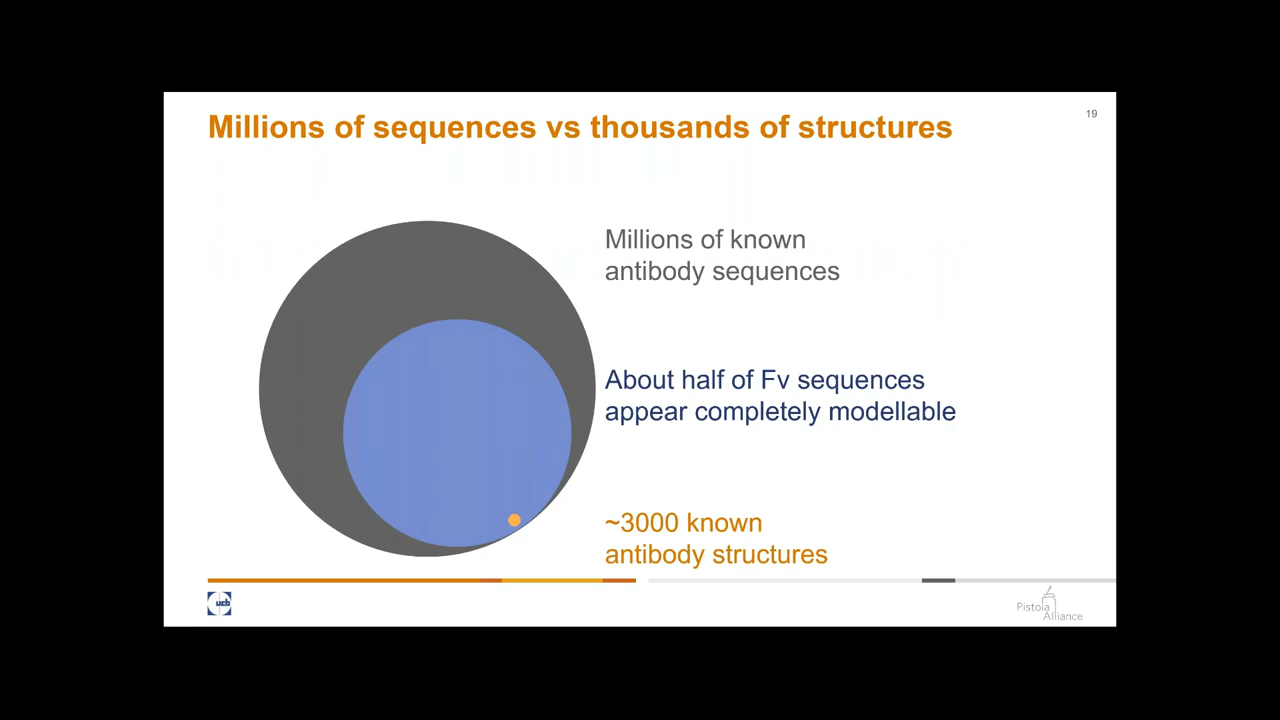 Millions of sequences vs thousands of structures
19
Millions of known
antibody sequences
About half of Fv sequences
appear completely modellable
~3000 known
antibody structures
ucb
Pistoia
Alliance